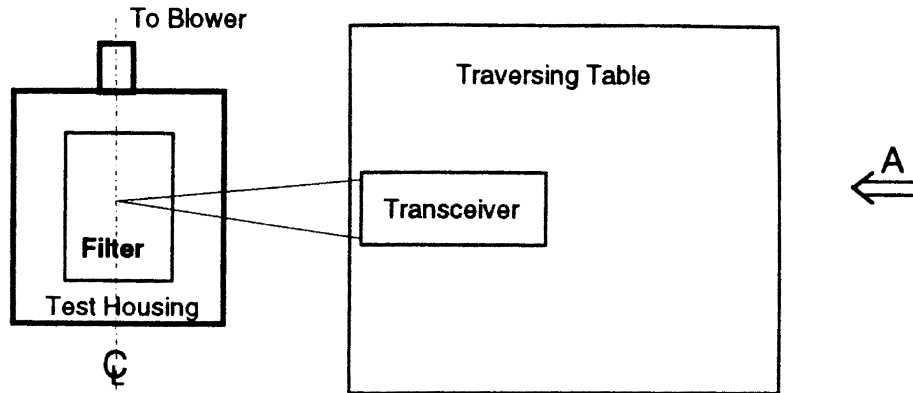 To Blower
Traversing Table
A
Transceiver
Filter
Test Housing
℄